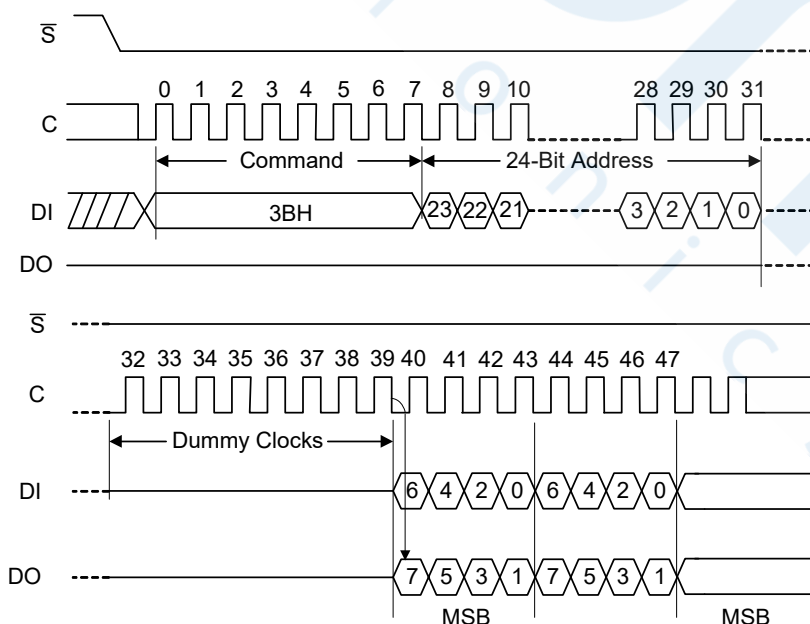 S
0 1 2 3 4 5 6 7 8 9 10 28 29 30 31
C
Command 24-Bit Address
DI 3BH 23 22 21 3 2 1 0
DO
S
32 33 34 35 36 37 38 39 40 41 42 43 44 45 46 47
C
Dummy Clocks
DI 6 4 2 0 6 4 2 0
DO 7 5 3 1 7 5 3 1
MSB MSB
o
n
i
c